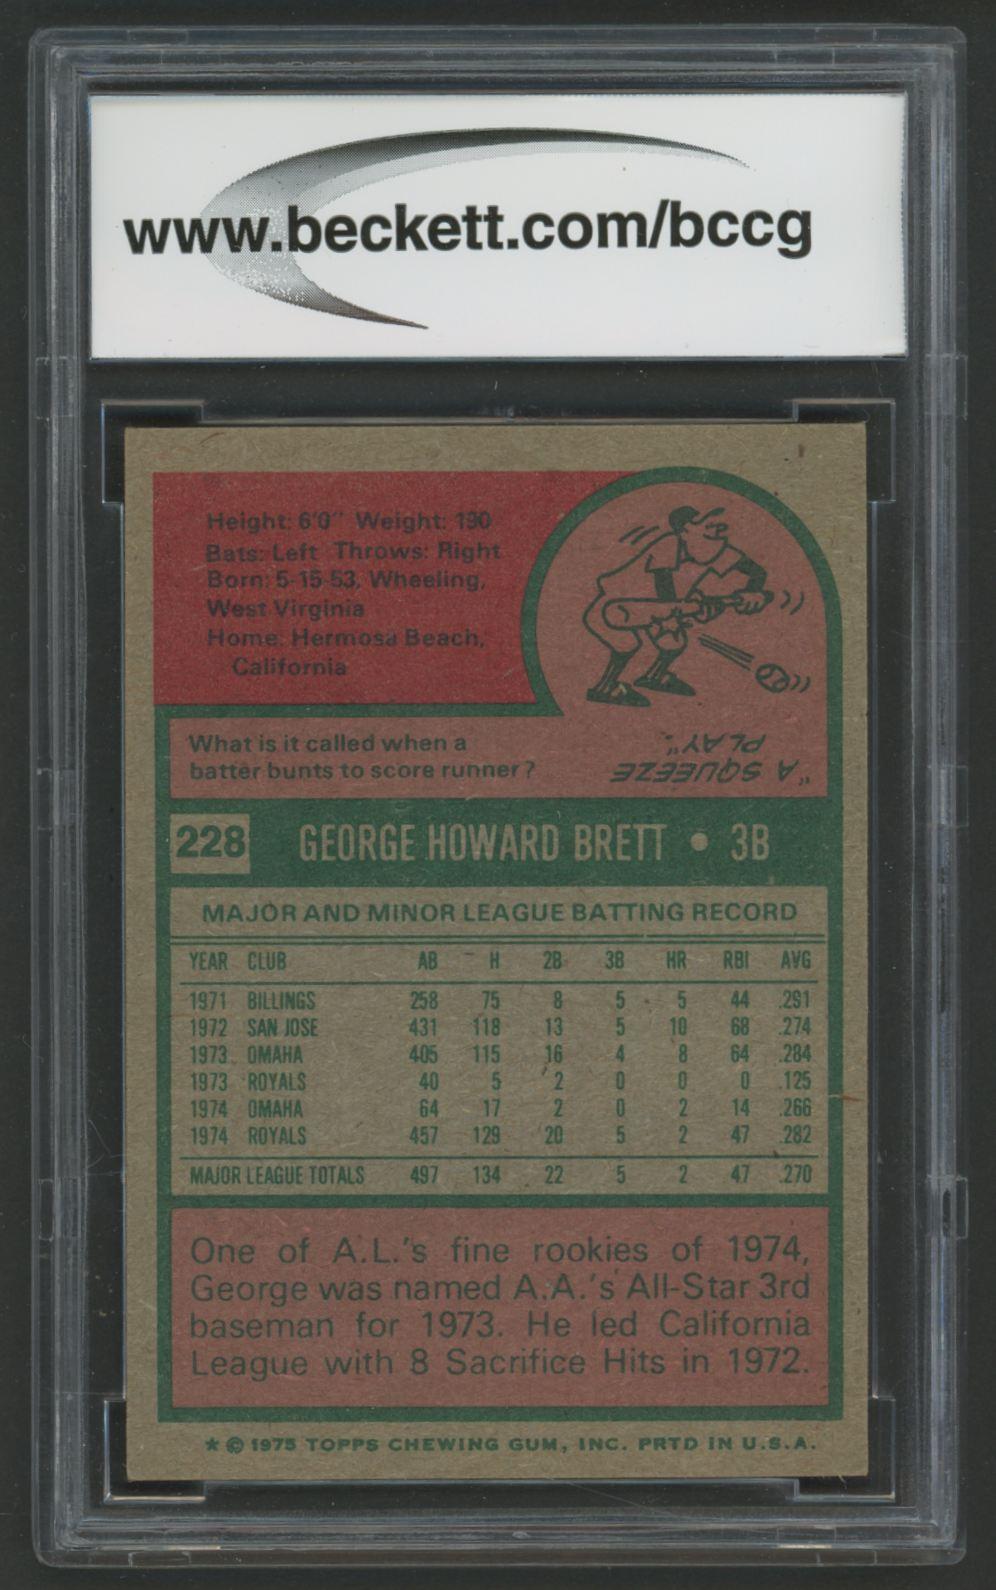 www.beckett.com/bccg
Height: 6'0" Weight: 190
Bats: Left Throws: Right
Born: 5-15-53, Wheeling,
West Virginia
Home: Hermosa Beach,
California
What is it called when a
batter bunts to score runner?
"A SQUEEZE
PLAY."
228 GEORGE HOWARD BRETT • 3B
MAJOR AND MINOR LEAGUE BATTING RECORD
YEAR CLUB AB H 2B 3B HR RBI AVG
1971 BILLINGS 258 75 8 5 5 44 .291
1972 SAN JOSE 431 118 13 5 10 68 .274
1973 OMAHA 405 115 16 4 8 64 .284
1973 ROYALS 40 5 2 0 0 0 .125
1974 OMAHA 64 17 2 0 2 14 .266
1974 ROYALS 457 129 20 5 2 47 .282
MAJOR LEAGUE TOTALS 497 134 22 5 2 47 .270
One of A.L.'s fine rookies of 1974,
George was named A.A.'s All-Star 3rd
baseman for 1973. He led California
League with 8 Sacrifice Hits in 1972.
* © 1975 TOPPS CHEWING GUM, INC. PRTD IN U.S.A.